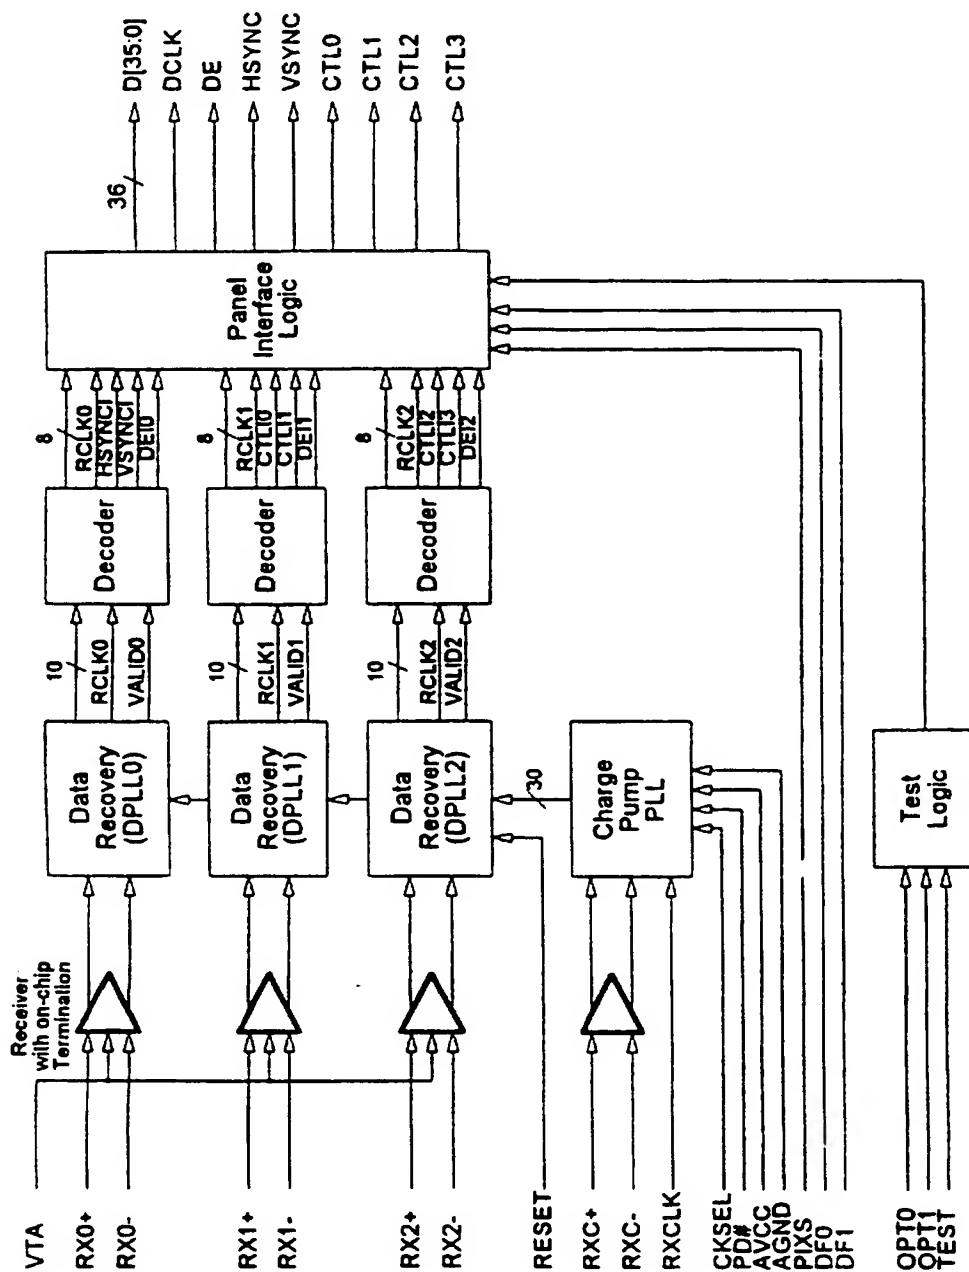 VTA
RX0+
RX0-
RX1+
RX1-
RX2+
RX2-
RESET
RXC+
RXC-
RXCLK
CKSEL
PD#
AVCC
AGND
PIXS
DF0
DF1
OPT0
OPT1
TEST
Receiver
with on-chip
Termination
Data
Recovery
(DPLL0)
Data
Recovery
(DPLL1)
Data
Recovery
(DPLL2)
30
Charge
Pump
PLL
Test
Logic
10
RCLK0
VALID0
10
RCLK1
VALID1
10
RCLK2
VALID2
Decoder
Decoder
Decoder
8
RCLK0
HSYNCI
VSYNCI
DEI0
8
RCLK1
CTLI0
CTLI1
DEI1
8
RCLK2
CTLI2
CTLI3
DEI2
Panel
Interface
Logic
36
D[35:0]
DCLK
DE
HSYNC
VSYNC
CTL0
CTL1
CTL2
CTL3